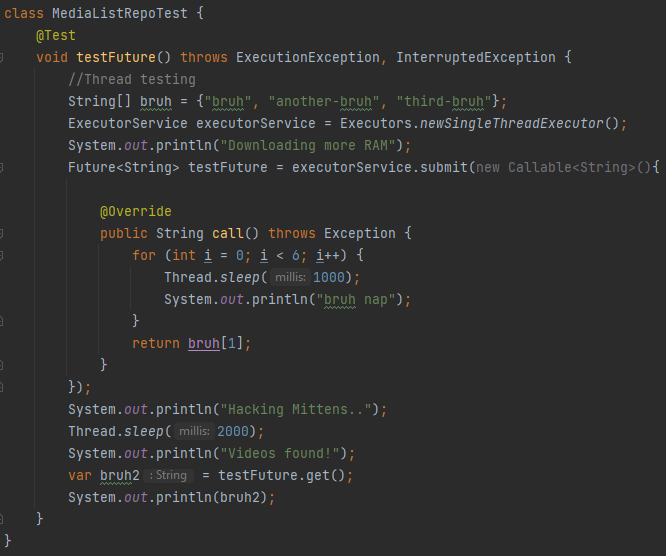 class MediaListRepoTest {
@Test
void testFuture() throws ExecutionException, InterruptedException {
//Thread testing
String[] bruh = {"bruh", "another-bruh", "third-bruh"};
ExecutorService executorService = Executors.newSingleThreadExecutor();
System.out.println("Downloading more RAM");
Future<String> testFuture = executorService.submit(new Callable<String>(){
@Override
public String call() throws Exception {
for (int i = 0; i < 6; i++) {
Thread.sleep( millis: 1000);
System.out.println("bruh nap");
}
return bruh[1];
}
});
System.out.println("Hacking Mittens..");
Thread.sleep( millis: 2000);
System.out.println("Videos found!");
var bruh2 : String = testFuture.get();
System.out.println(bruh2);
}
}